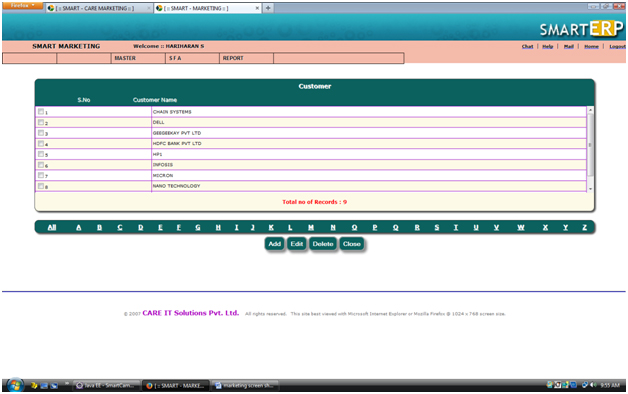 Firefox
[ :: SMART - CARE MARKETING :: ] × [ :: SMART - MARKETING :: ] × +
SMARTERP
SMART MARKETING Welcome :: HARIHARAN S Chat | Help | Mail | Home | Logout
MASTER S F A REPORT
Customer
S.No Customer Name
1 CHAIN SYSTEMS
2 DELL
3 GEEGEEKAY PVT LTD
4 HDFC BANK PVT LTD
5 HP1
6 INFOSIS
7 MICRON
8 NANO TECHNOLOGY
Total no of Records : 9
All A B C D E F G H I J K L M N O P Q R S T U V W X Y Z
Add Edit Delete Close
© 2007 CARE IT Solutions Pvt. Ltd. All rights reserved. This site best viewed with Microsoft Internet Explorer or Mozilla Firefox @ 1024 x 768 screen size.
Java EE - SmartCam... [ :: SMART - MARKE... marketing screen sh... 9:55 AM